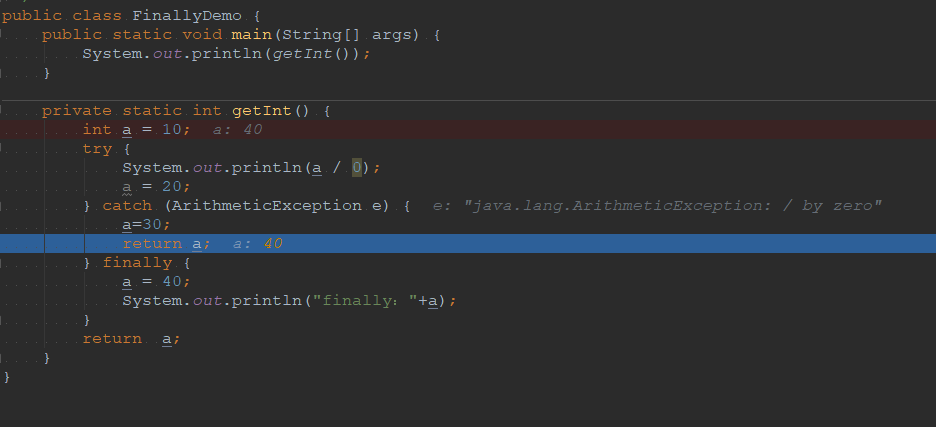 public class FinallyDemo {
public static void main(String[] args) {
System.out.println(getInt());
}
private static int getInt() {
int a = 10; a: 40
try {
System.out.println(a / 0);
a = 20;
} catch (ArithmeticException e) { e: "java.lang.ArithmeticException: / by zero"
a=30;
return a; a: 40
} finally {
a = 40;
System.out.println("finally："+a);
}
return a;
}
}